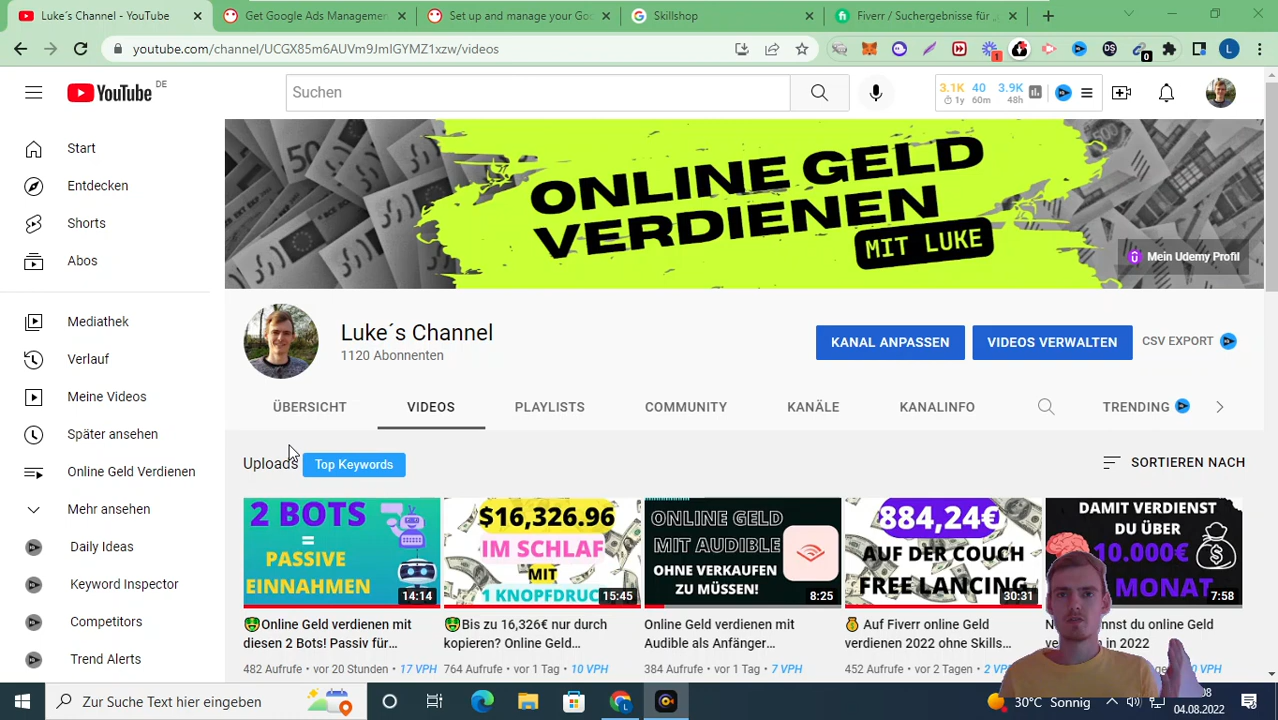 Luke´s Channel - YouTube
Get Google Ads Managemen
Set up and manage your Goo
Skillshop
Fiverr / Suchergebnisse für „
youtube.com/channel/UCGX85n6AUVm9JmIGYMZ1xzw/videos
YouTube DE
Suchen
3.1K 40 3.9K
1y 60m 48h
Start
Entdecken
Shorts
Abos
Mediathek
Verlauf
Meine Videos
Später ansehen
Online Geld Verdienen
Mehr ansehen
Daily Ideas
Keyword Inspector
Competitors
Trend Alerts
ONLINE GELD
VERDIENEN
MIT LUKE
Mein Udemy Profil
Luke´s Channel
1120 Abonnenten
KANAL ANPASSEN
VIDEOS VERWALTEN
CSV EXPORT
ÜBERSICHT
VIDEOS
PLAYLISTS
COMMUNITY
KANÄLE
KANALINFO
TRENDING
Uploads
Top Keywords
SORTIEREN NACH
2 BOTS
=
PASSIVE
EINNAHMEN
14:14
Online Geld verdienen mit
diesen 2 Bots! Passiv für...
482 Aufrufe • vor 20 Stunden 17 VPH
$16,326.96
IM SCHLAF
MIT
1 KNOPFDRUC
15:45
Bis zu 16,326€ nur durch
kopieren? Online Geld...
764 Aufrufe • vor 1 Tag 10 VPH
ONLINE GELD
MIT AUDIBLE
OHNE VERKAUFEN
ZU MÜSSEN!
8:25
Online Geld verdienen mit
Audible als Anfänger...
384 Aufrufe • vor 1 Tag 7 VPH
884,24€
AUF DER COUCH
FREE LANCING
30:31
Auf Fiverr online Geld
verdienen 2022 ohne Skills...
452 Aufrufe • vor 2 Tagen
DAMIT VERDIENST
DU ÜBER
10.000€
MONAT
7:58
nnst du online Geld
in 2022
VPH
Zur Suche Text hier eingeben
30°C Sonnig
04.08.2022